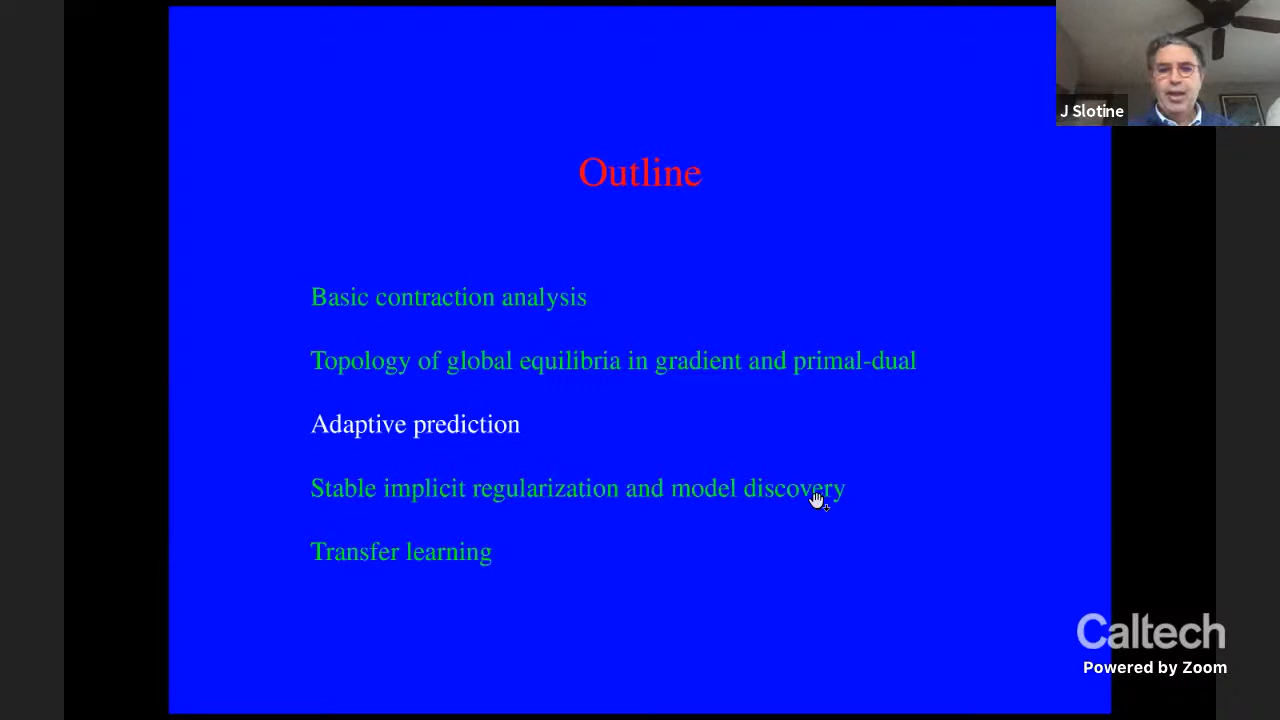 J Slotine
Outline
Basic contraction analysis
Topology of global equilibria in gradient and primal-dual
Adaptive prediction
Stable implicit regularization and model discovery
Transfer learning
Caltech
Powered by Zoom